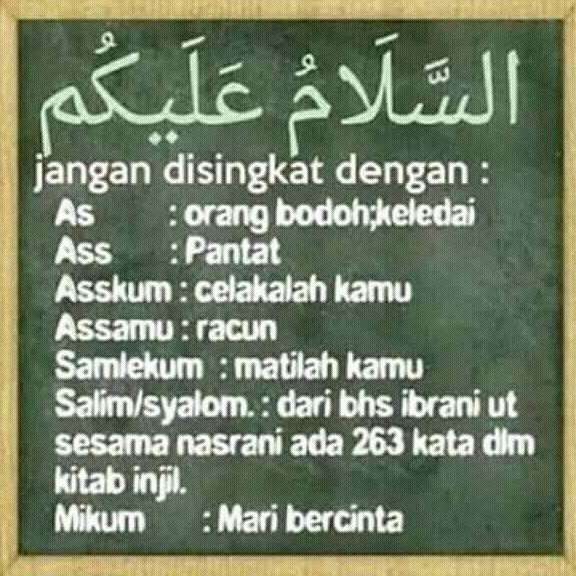 السَّلَامُ عَلَيكُم
jangan disingkat dengan :
As : orang bodoh;keledai
Ass : Pantat
Asskum : celakalah kamu
Assamu : racun
Samlekum : matilah kamu
Salim/syalom. : dari bhs ibrani ut
sesama nasrani ada 263 kata dlm
kitab injil.
Mikum : Mari bercinta